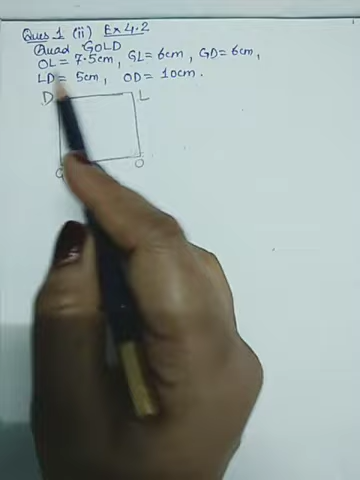 Ques 1 (ii) Ex 4.2
Quad GOLD
OL = 7.5cm, GL = 6cm, GD = 6cm,
LD = 5cm, OD = 10cm.
D L
G O